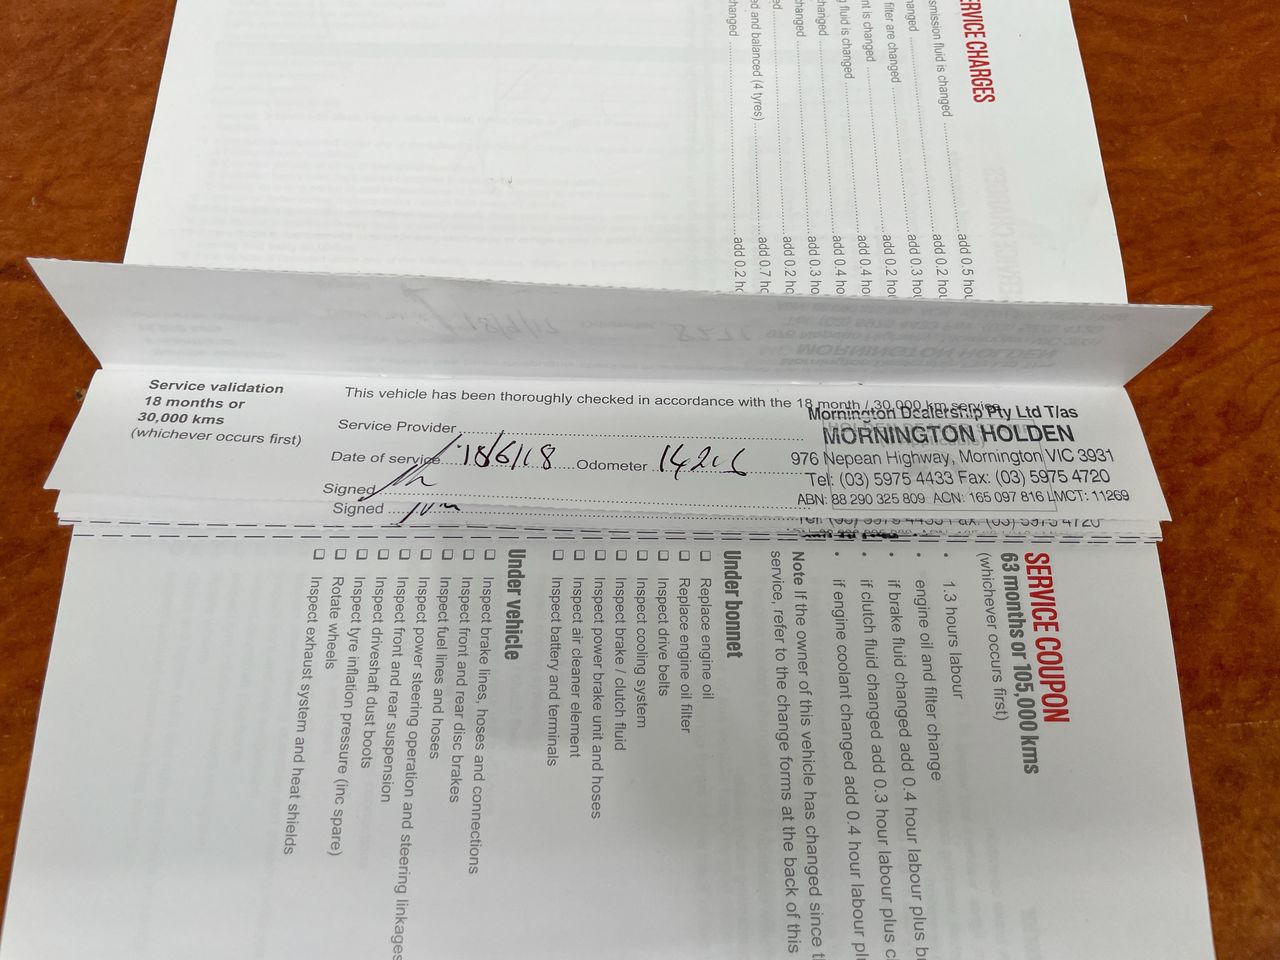 ERVICE CHARGES
smission fluid is changed ........ add 0.5 hou
hanged ........ add 0.2 hou
filter are changed ........ add 0.3 hou
nt is changed ........ add 0.2 hou
g fluid is changed ........ add 0.4 hou
hanged ........ add 0.4 hou
hanged ........ add 0.3 hou
ed ........ add 0.2 ho
ed and balanced (4 tyres) ........ add 0.7 ho
hanged ........ add 0.2 ho
Service validation
18 months or
30,000 kms
(whichever occurs first)
This vehicle has been thoroughly checked in accordance with the 18 month / 30,000 km service
Service Provider
Date of service 18/6/18 Odometer
Signed
Signed
Mornington Dealership Pty Ltd T/as
MORNINGTON HOLDEN
976 Nepean Highway, Mornington VIC 3931
Tel: (03) 5975 4433 Fax: (03) 5975 4720
ABN: 88 290 325 809 ACN: 165 097 816 LMCT: 11269
SERVICE COUPON
63 months or 105,000 kms
(whichever occurs first)
• 1.3 hours labour
• engine oil and filter change
• if brake fluid changed add 0.4 hour labour plus b
• if clutch fluid changed add 0.3 hour labour plus c
• if engine coolant changed add 0.4 hour labour pl
Note If the owner of this vehicle has changed since t
service, refer to the change forms at the back of this
Under bonnet
❑ Replace engine oil
❑ Replace engine oil filter
❑ Inspect drive belts
❑ Inspect cooling system
❑ Inspect brake / clutch fluid
❑ Inspect power brake unit and hoses
❑ Inspect air cleaner element
❑ Inspect battery and terminals
Under vehicle
❑ Inspect brake lines, hoses and connections
❑ Inspect front and rear disc brakes
❑ Inspect fuel lines and hoses
❑ Inspect power steering operation and steering linkages
❑ Inspect front and rear suspension
❑ Inspect driveshaft dust boots
❑ Inspect tyre inflation pressure (inc spare)
❑ Rotate wheels
❑ Inspect exhaust system and heat shields